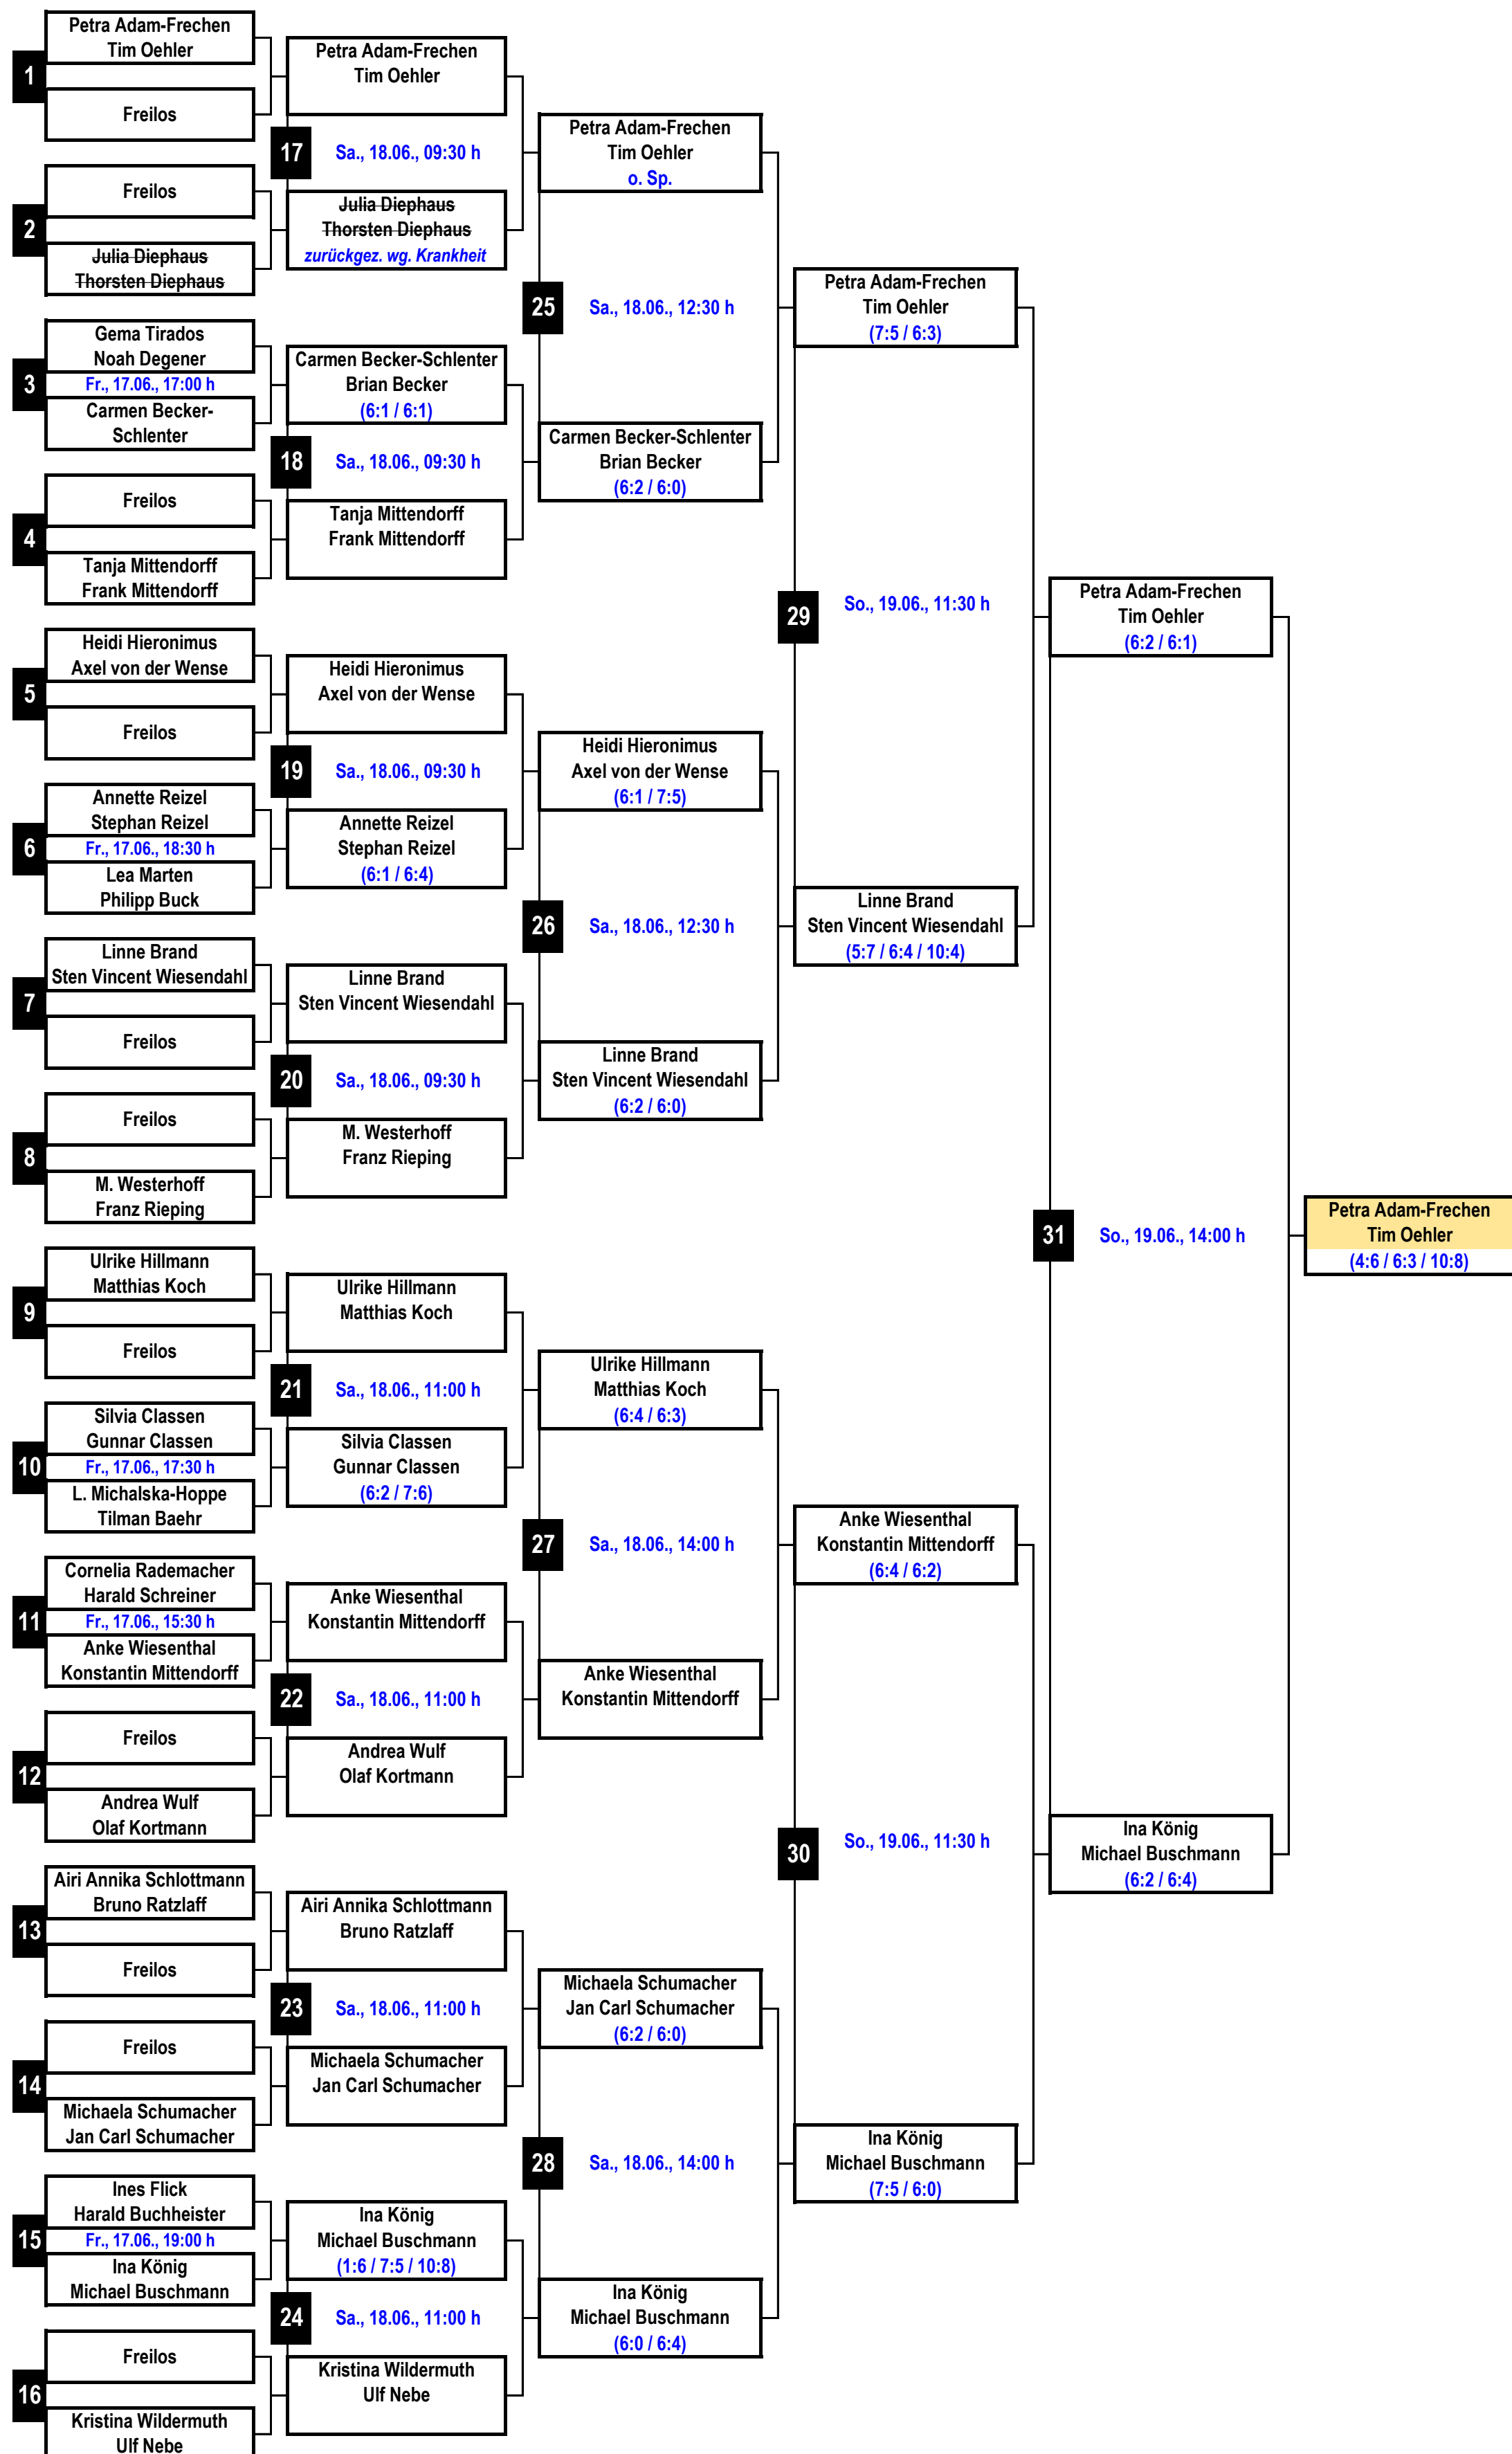 Petra Adam-Frechen
Tim Oehler
1
Freilos
Freilos
2
Julia Diephaus
Thorsten Diephaus
Gema Tirados
Noah Degener
3
Fr., 17.06., 17:00 h
Carmen Becker-
Schlenter
Freilos
4
Tanja Mittendorff
Frank Mittendorff
Heidi Hieronimus
Axel von der Wense
5
Freilos
Annette Reizel
Stephan Reizel
6
Fr., 17.06., 18:30 h
Lea Marten
Philipp Buck
Linne Brand
Sten Vincent Wiesendahl
7
Freilos
Freilos
8
M. Westerhoff
Franz Rieping
Ulrike Hillmann
Matthias Koch
9
Freilos
Silvia Classen
Gunnar Classen
10
Fr., 17.06., 17:30 h
L. Michalska-Hoppe
Tilman Baehr
Cornelia Rademacher
Harald Schreiner
11
Fr., 17.06., 15:30 h
Anke Wiesenthal
Konstantin Mittendorff
Freilos
12
Andrea Wulf
Olaf Kortmann
Airi Annika Schlottmann
Bruno Ratzlaff
13
Freilos
Freilos
14
Michaela Schumacher
Jan Carl Schumacher
Ines Flick
Harald Buchheister
15
Fr., 17.06., 19:00 h
Ina König
Michael Buschmann
Freilos
16
Kristina Wildermuth
Ulf Nebe
Petra Adam-Frechen
Tim Oehler
17
Sa., 18.06., 09:30 h
Julia Diephaus
Thorsten Diephaus
zurückgez. wg. Krankheit
Carmen Becker-Schlenter
Brian Becker
(6:1 / 6:1)
18
Sa., 18.06., 09:30 h
Tanja Mittendorff
Frank Mittendorff
Heidi Hieronimus
Axel von der Wense
19
Sa., 18.06., 09:30 h
Annette Reizel
Stephan Reizel
(6:1 / 6:4)
Linne Brand
Sten Vincent Wiesendahl
20
Sa., 18.06., 09:30 h
M. Westerhoff
Franz Rieping
Ulrike Hillmann
Matthias Koch
21
Sa., 18.06., 11:00 h
Silvia Classen
Gunnar Classen
(6:2 / 7:6)
Anke Wiesenthal
Konstantin Mittendorff
22
Sa., 18.06., 11:00 h
Andrea Wulf
Olaf Kortmann
Airi Annika Schlottmann
Bruno Ratzlaff
23
Sa., 18.06., 11:00 h
Michaela Schumacher
Jan Carl Schumacher
Ina König
Michael Buschmann
(1:6 / 7:5 / 10:8)
24
Sa., 18.06., 11:00 h
Kristina Wildermuth
Ulf Nebe
Petra Adam-Frechen
Tim Oehler
o. Sp.
25
Sa., 18.06., 12:30 h
Carmen Becker-Schlenter
Brian Becker
(6:2 / 6:0)
Heidi Hieronimus
Axel von der Wense
(6:1 / 7:5)
26
Sa., 18.06., 12:30 h
Linne Brand
Sten Vincent Wiesendahl
(6:2 / 6:0)
Ulrike Hillmann
Matthias Koch
(6:4 / 6:3)
27
Sa., 18.06., 14:00 h
Anke Wiesenthal
Konstantin Mittendorff
Michaela Schumacher
Jan Carl Schumacher
(6:2 / 6:0)
28
Sa., 18.06., 14:00 h
Ina König
Michael Buschmann
(6:0 / 6:4)
Petra Adam-Frechen
Tim Oehler
(7:5 / 6:3)
29
So., 19.06., 11:30 h
Linne Brand
Sten Vincent Wiesendahl
(5:7 / 6:4 / 10:4)
Anke Wiesenthal
Konstantin Mittendorff
(6:4 / 6:2)
30
So., 19.06., 11:30 h
Ina König
Michael Buschmann
(7:5 / 6:0)
Petra Adam-Frechen
Tim Oehler
(6:2 / 6:1)
31
So., 19.06., 14:00 h
Ina König
Michael Buschmann
(6:2 / 6:4)
Petra Adam-Frechen
Tim Oehler
(4:6 / 6:3 / 10:8)